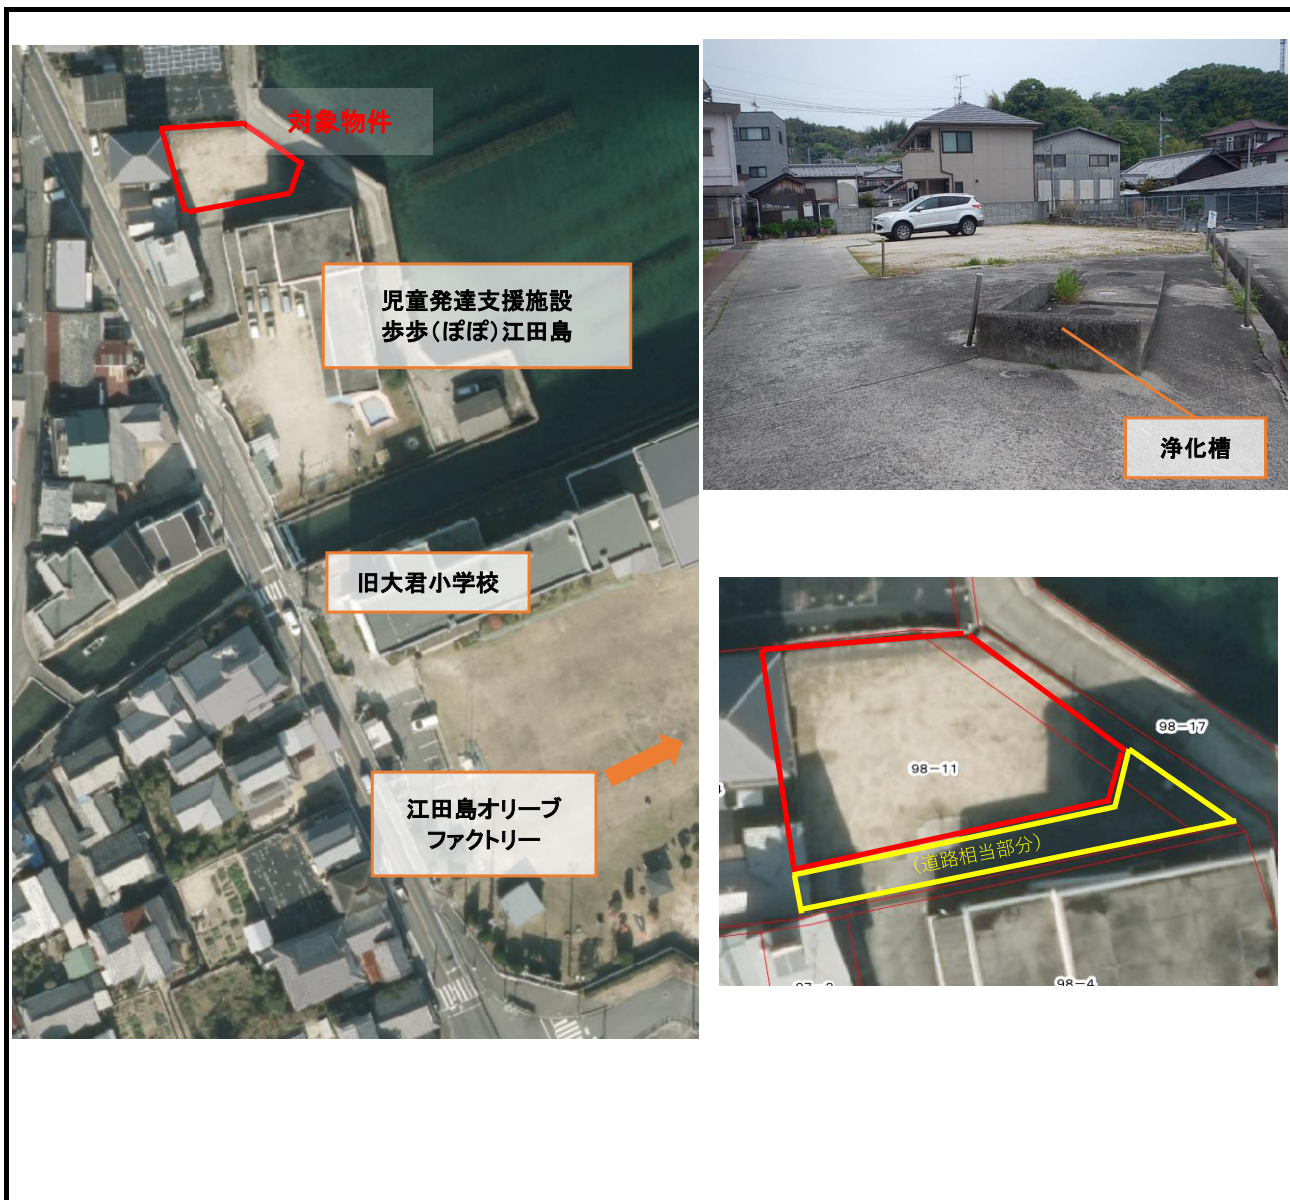 対象物件
児童発達支援施設
歩歩（ぽぽ）江田島
旧大君小学校
江田島オリーブ
ファクトリー
浄化槽
98－17
98－11
（道路相当部分）
98－4